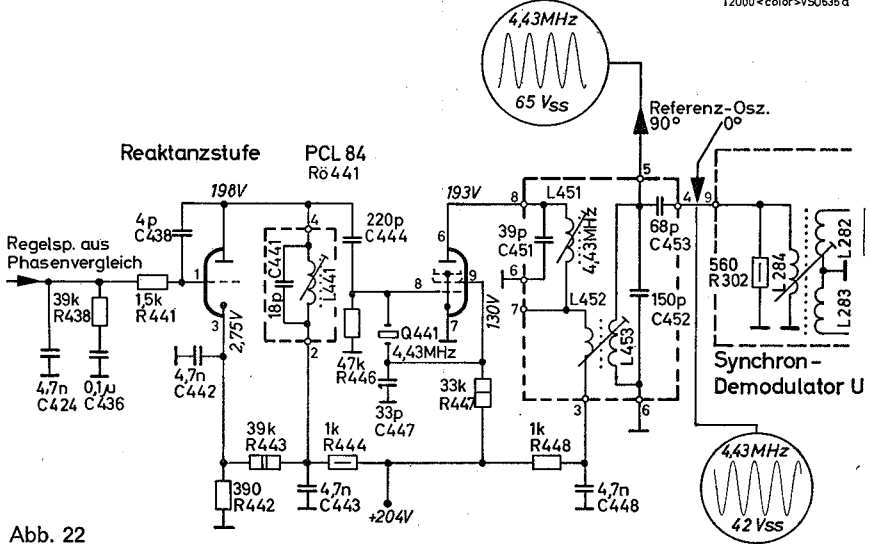 12000 <color> VS0636d
4,43MHz
65 Vss
Referenz-Osz.
90° 0°
Reaktanzstufe
PCL 84
Rö441
198V
193V
4p
C438
4
220p
C444
8
L451
5
4
9
39p
C451
4,43MHz
68p
C453
Regelsp. aus
Phasenvergleich
1
39k
R438
1,5k
R441
C441
18p
L441
6
8
9
7
6
7
L452
L453
150p
C452
560
R302
L284
L282
L283
3
2,75V
2
Q441
4,43MHz
130V
47k
R446
33p
C447
33k
R447
Synchron-
Demodulator U
4,7n
C424
0,1µ
C436
4,7n
C442
3
6
39k
R443
1k
R444
1k
R448
4,43MHz
42 Vss
390
R442
4,7n
C443
+204V
4,7n
C448
Abb. 22